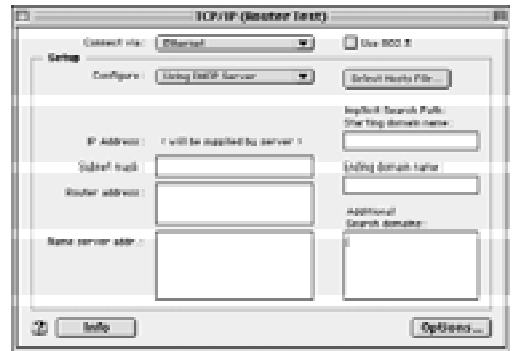 TCP/IP (Router Test)
Connect via: Ethernet
Use 802.3
Setup
Configure: Using DHCP Server
Select Hosts File...
Implicit Search Path:
Starting domain name:
IP Address: < will be supplied by server >
Subnet mask:
Ending domain name:
Router address:
Additional
Search domains:
Name server addr.:
?
Info
Options...